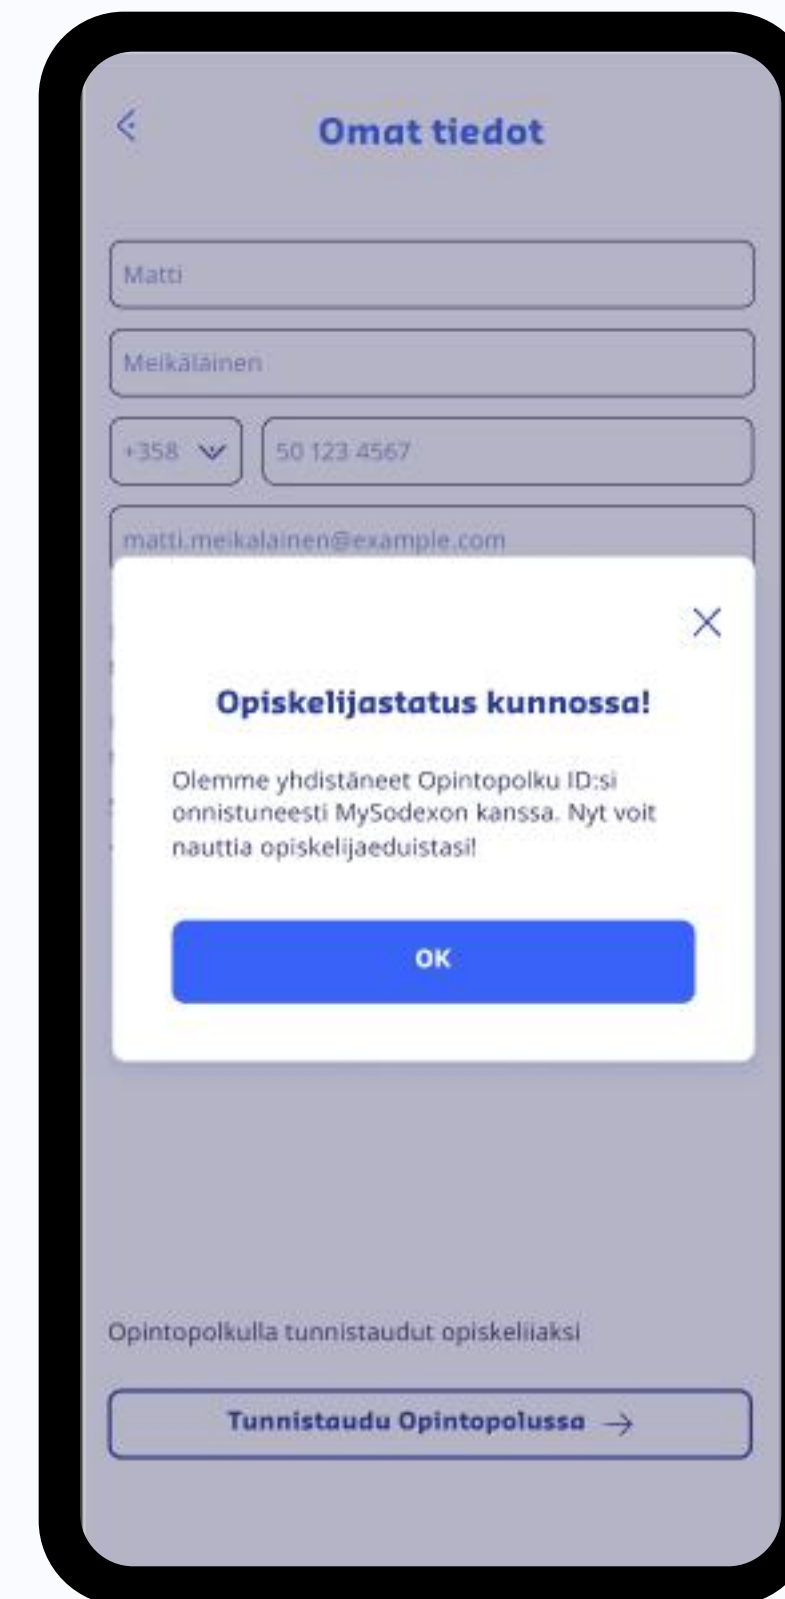 Omat tiedot
Matti
Meikäläinen
+358 50 123 4567
matti.meikalainen@example.com
Opiskelijastatus kunnossa!
Olemme yhdistäneet Opintopolku ID:si
onnistuneesti MySodexon kanssa. Nyt voit
nauttia opiskelijaeduistasi!
OK
Opintopolkulla tunnistaudut opiskelijaksi
Tunnistaudu Opintopolussa →